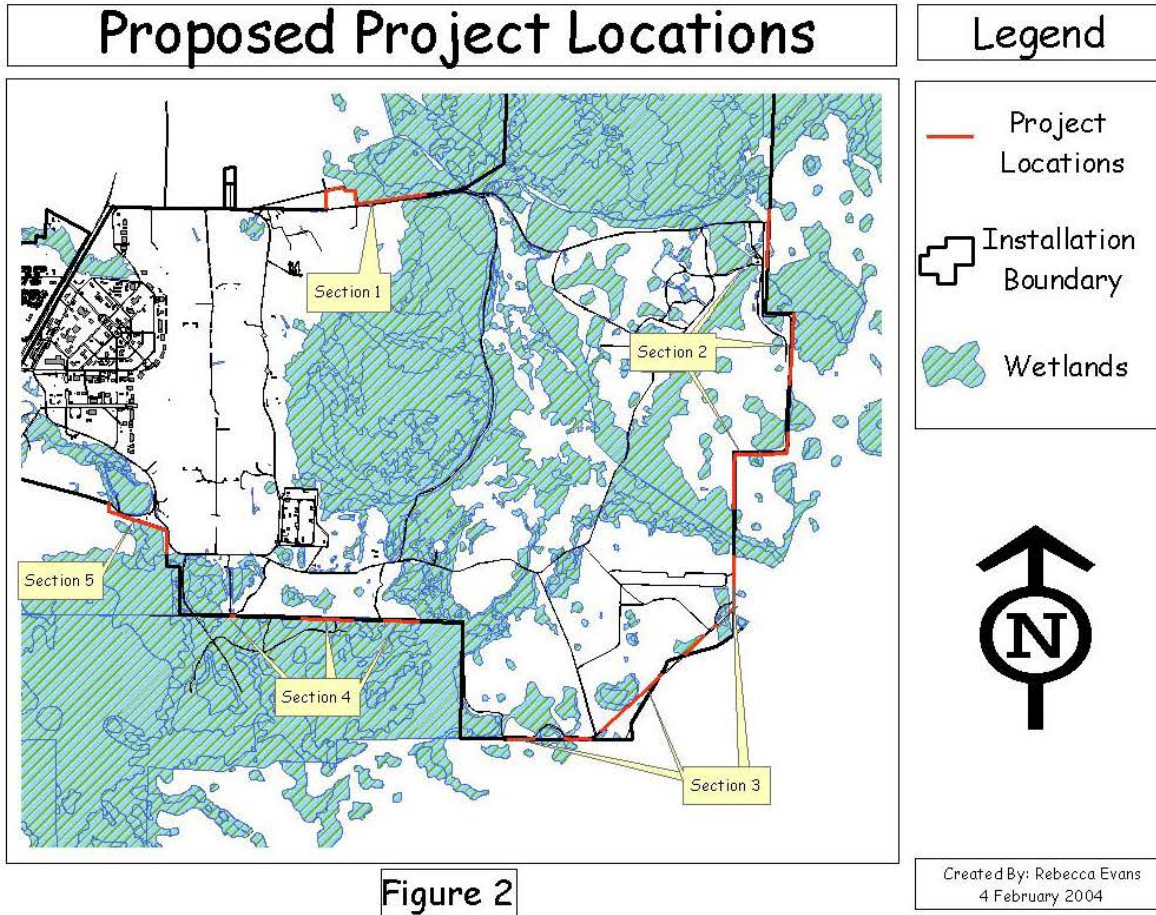 Proposed Project Locations
Legend
Project
Locations
Installation
Boundary
Wetlands
Section 1
Section 2
Section 5
Section 4
Section 3
N
Figure 2
Created By: Rebecca Evans
4 February 2004